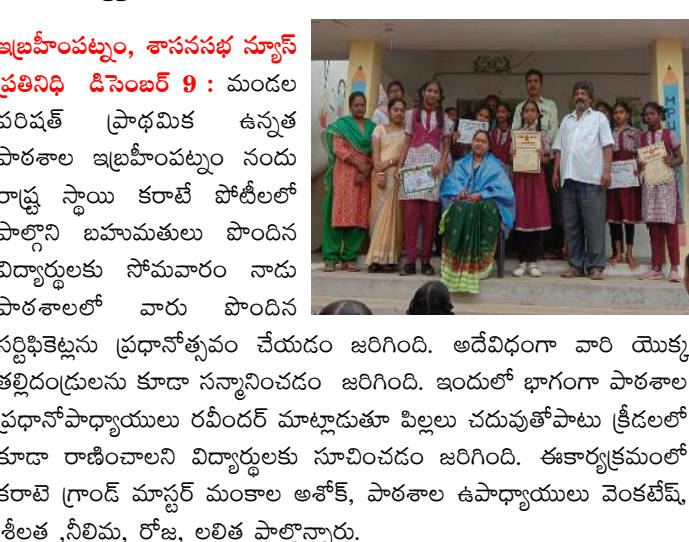 ఇబ్రహీంపట్నం, శాసనసభ న్యూస్
ప్రతినిధి డిసెంబర్ 9 : మండల
పరిషత్ ప్రాథమిక ఉన్నత
పాఠశాల ఇబ్రహీంపట్నం నందు
రాష్ట్ర స్థాయి కరాటే పోటీలలో
పాల్గొని బహుమతులు పొందిన
విద్యార్థులకు సోమవారం నాడు
పాఠశాలలో వారు పొందిన
సర్టిఫికెట్లను ప్రధానోత్సవం చేయడం జరిగింది. అదేవిధంగా వారి యొక్క
తల్లిదండ్రులను కూడా సన్మానించడం జరిగింది. ఇందులో భాగంగా పాఠశాల
ప్రధానోపాధ్యాయులు రవీందర్ మాట్లాడుతూ పిల్లలు చదువుతోపాటు క్రీడలలో
కూడా రాణించాలని విద్యార్థులకు సూచించడం జరిగింది. ఈకార్యక్రమంలో
కరాటె గ్రాండ్ మాస్టర్ మంకాల అశోక్, పాఠశాల ఉపాధ్యాయులు వెంకటేష్,
శీలత ,నీలిమ, రోజ, లలిత పాల్గొన్నారు.